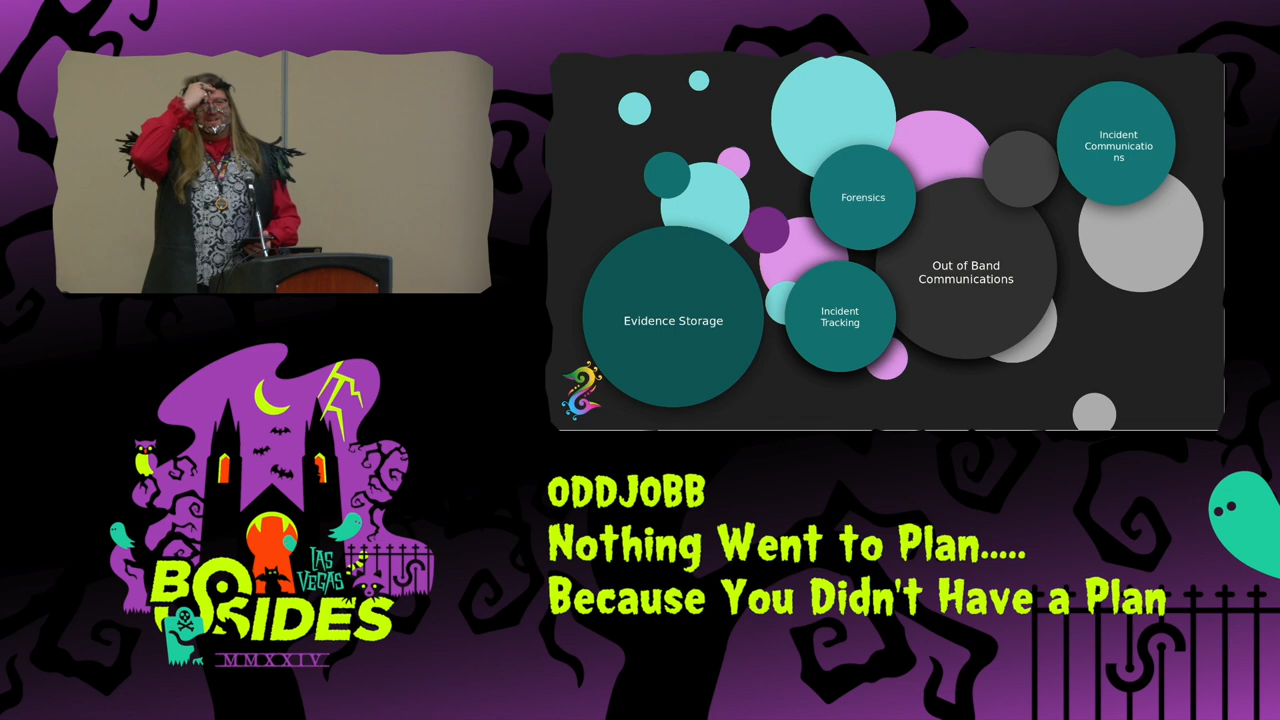 Incident
Communicatio
ns
Forensics
Out of Band
Communications
Evidence Storage
Incident
Tracking
ODDJOBB
Nothing Went to Plan.....
Because You Didn't Have a Plan
LAS
VEGAS
BSIDES
MMXXIV